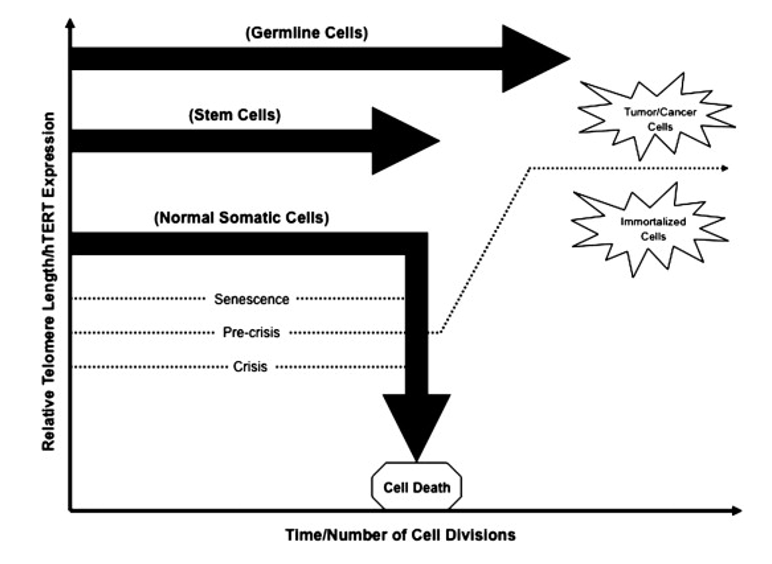 (Germline Cells)
Tumor/Cancer
Cells
(Stem Cells)
(Normal Somatic Cells)
Immortalized
Cells
Senescence
Pre-crisis
Crisis
Cell Death
Relative Telomere Length/hTERT Expression
Time/Number of Cell Divisions